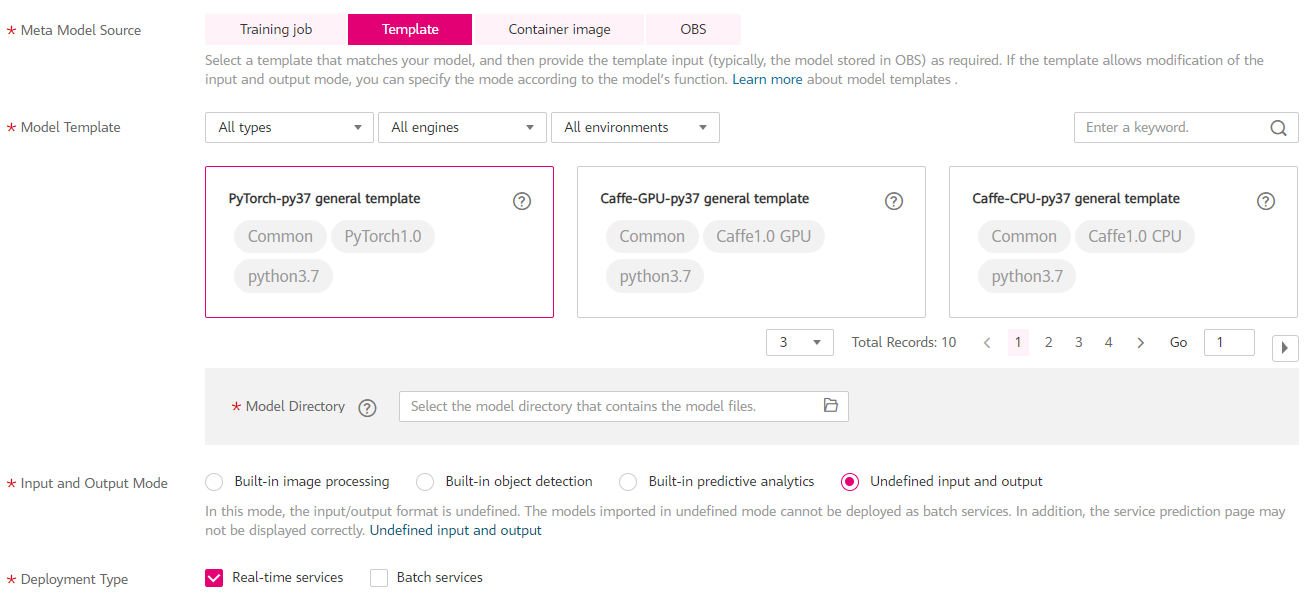 * Meta Model Source Training job Template Container image OBS
Select a template that matches your model, and then provide the template input (typically, the model stored in OBS) as required. If the template allows modification of the
input and output mode, you can specify the mode according to the model's function. Learn more about model templates .
* Model Template All types All engines All environments Enter a keyword.
PyTorch-py37 general template ? Caffe-GPU-py37 general template ? Caffe-CPU-py37 general template ?
Common PyTorch1.0 Common Caffe1.0 GPU Common Caffe1.0 CPU
python3.7 python3.7 python3.7
3 Total Records: 10 < 1 2 3 4 > Go 1
* Model Directory ? Select the model directory that contains the model files.
* Input and Output Mode Built-in image processing Built-in object detection Built-in predictive analytics Undefined input and output
In this mode, the input/output format is undefined. The models imported in undefined mode cannot be deployed as batch services. In addition, the service prediction page may
not be displayed correctly. Undefined input and output
* Deployment Type Real-time services Batch services